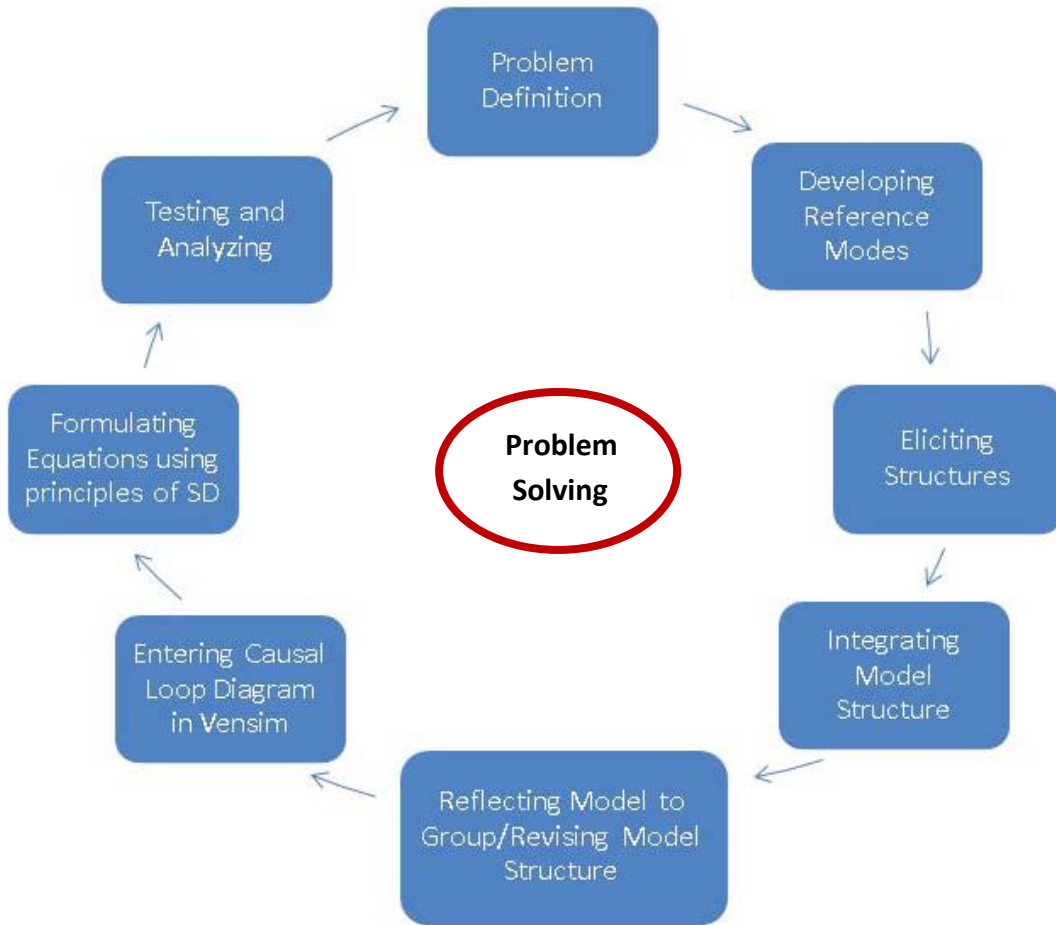 Problem
Definition
Developing
Reference
Modes
Eliciting
Structures
Integrating
Model
Structure
Reflecting Model to
Group/Revising Model
Structure
Entering Causal
Loop Diagram
in Vensim
Formulating
Equations using
principles of SD
Testing and
Analyzing
Problem
Solving